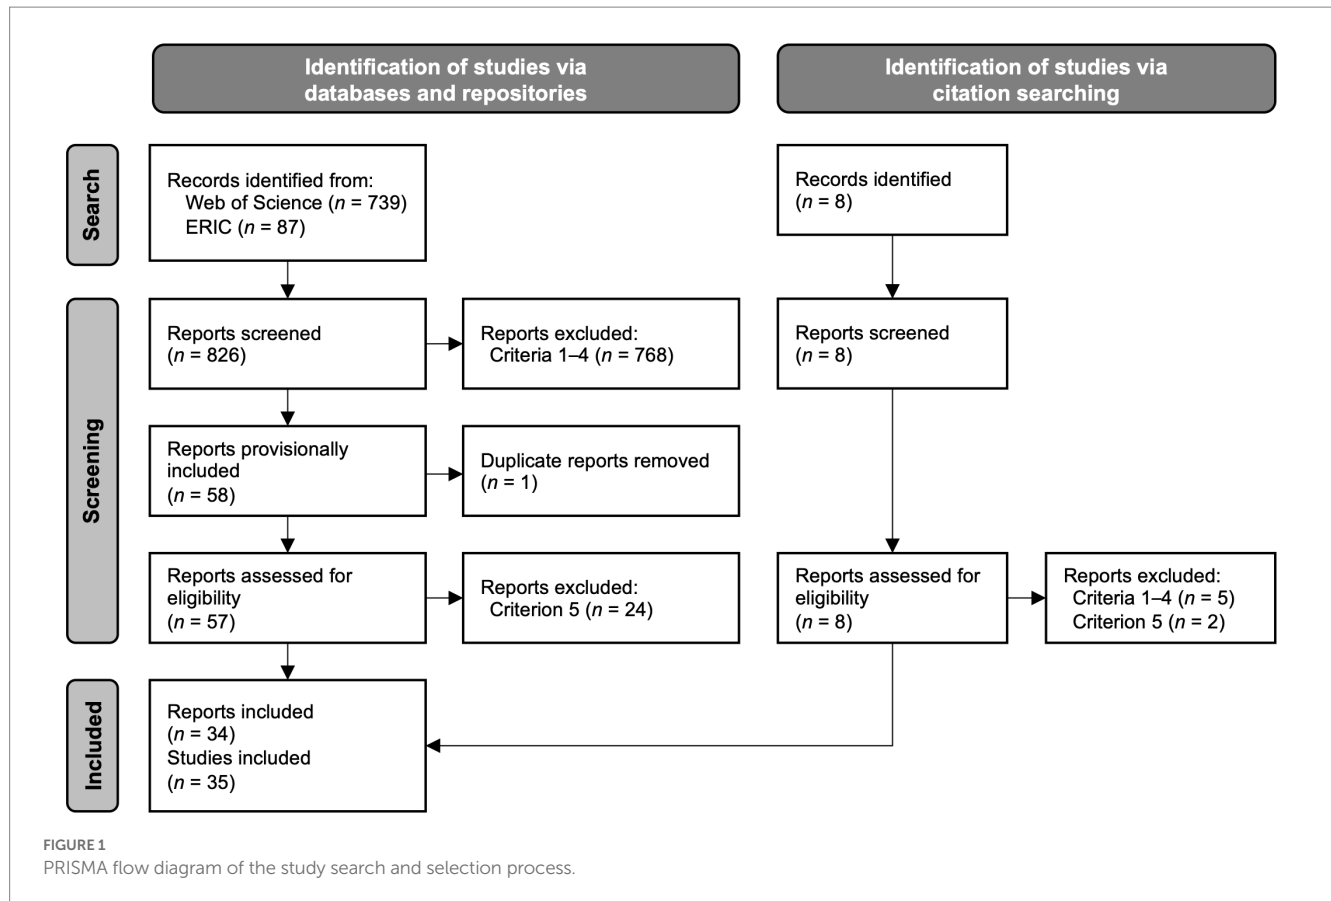 Identification of studies via
databases and repositories
Identification of studies via
citation searching
Search
Records identified from:
Web of Science (n = 739)
ERIC (n = 87)
Records identified
(n = 8)
Screening
Reports screened
(n = 826)
Reports excluded:
Criteria 1–4 (n = 768)
Reports screened
(n = 8)
Reports provisionally
included
(n = 58)
Duplicate reports removed
(n = 1)
Reports assessed for
eligibility
(n = 57)
Reports excluded:
Criterion 5 (n = 24)
Reports assessed for
eligibility
(n = 8)
Reports excluded:
Criteria 1–4 (n = 5)
Criterion 5 (n = 2)
Included
Reports included
(n = 34)
Studies included
(n = 35)
FIGURE 1
PRISMA flow diagram of the study search and selection process.